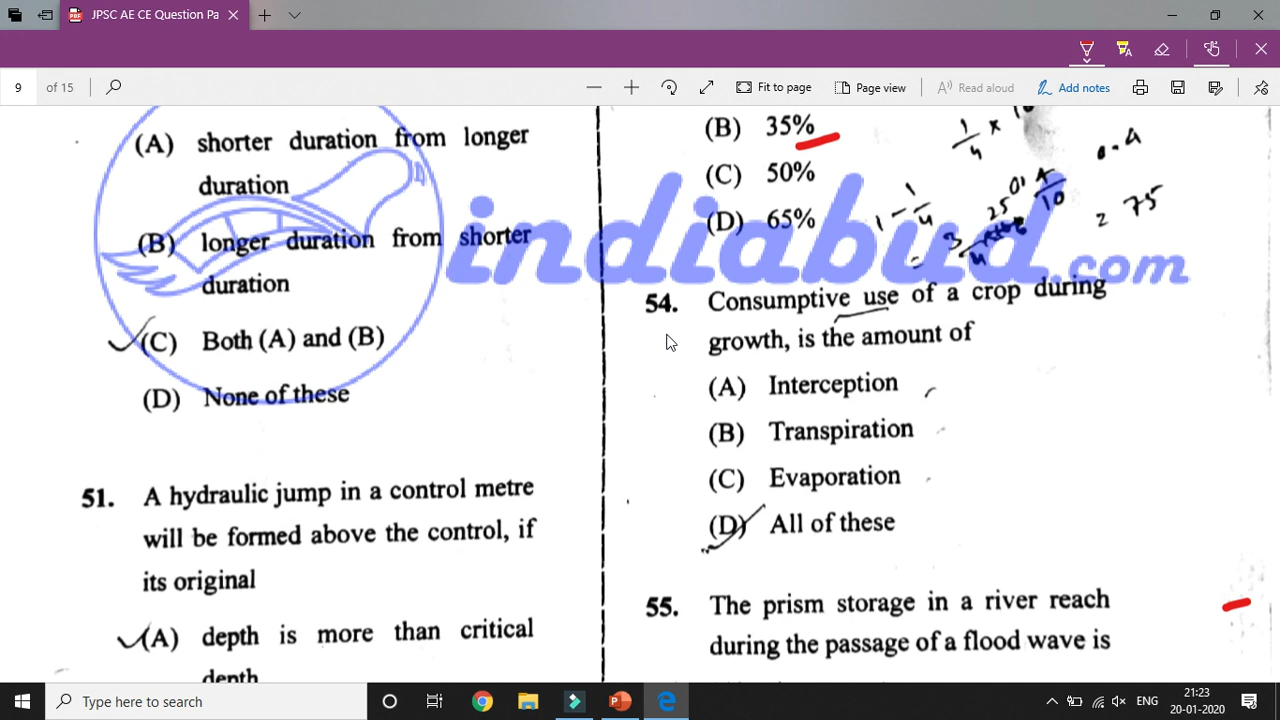 JPSC AE CE Question Pa
9 of 15
Fit to page
Page view
Read aloud
Add notes
(A) shorter duration from longer
duration
(B) longer duration from shorter
duration
(C) Both (A) and (B)
(D) None of these
51. A hydraulic jump in a control metre
will be formed above the control, if
its original
(A) depth is more than critical
depth
(B) 35%
(C) 50%
(D) 65%
54. Consumptive use of a crop during
growth, is the amount of
(A) Interception
(B) Transpiration
(C) Evaporation
(D) All of these
55. The prism storage in a river reach
during the passage of a flood wave is
indiabud.com
Type here to search
ENG
21:23
20-01-2020